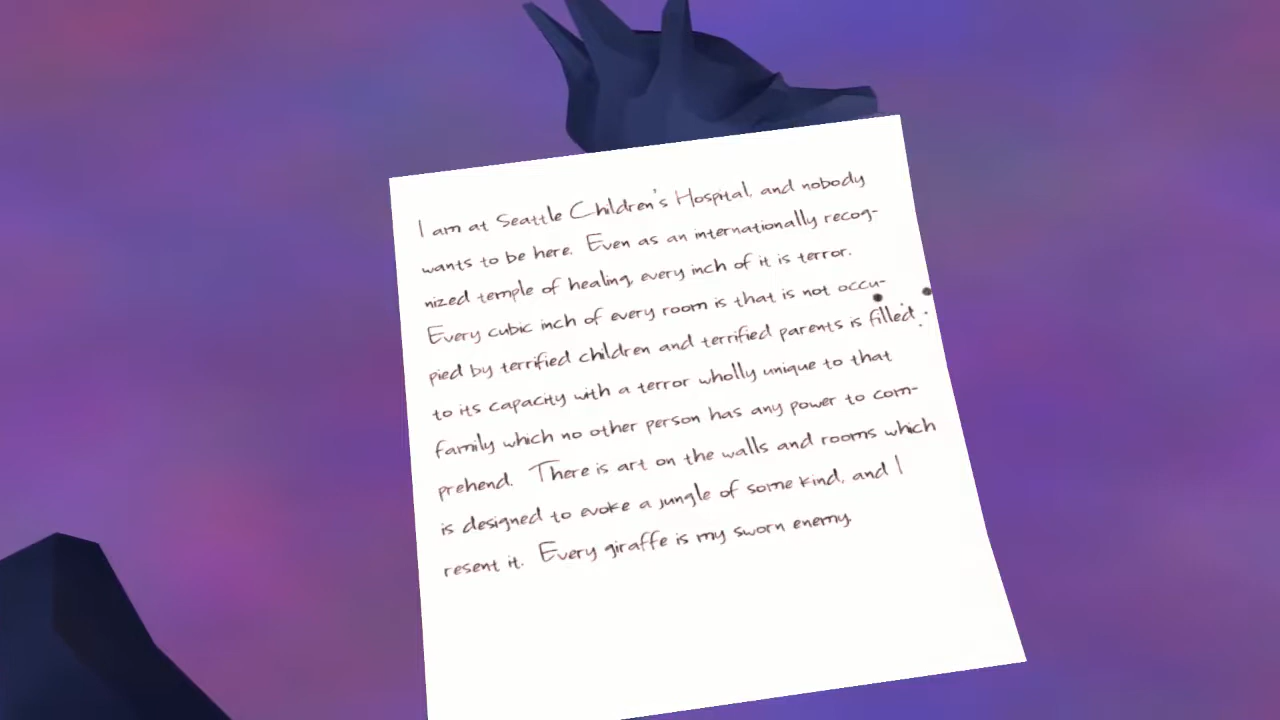 I am at Seattle Children's Hospital, and nobody
wants to be here. Even as an internationally recog-
nized temple of healing, every inch of it is terror.
Every cubic inch of every room is that is not occu-
pied by terrified children and terrified parents is filled
to its capacity with a terror wholly unique to that
family which no other person has any power to com-
prehend. There is art on the walls and rooms which
is designed to evoke a jungle of some kind, and I
resent it. Every giraffe is my sworn enemy.